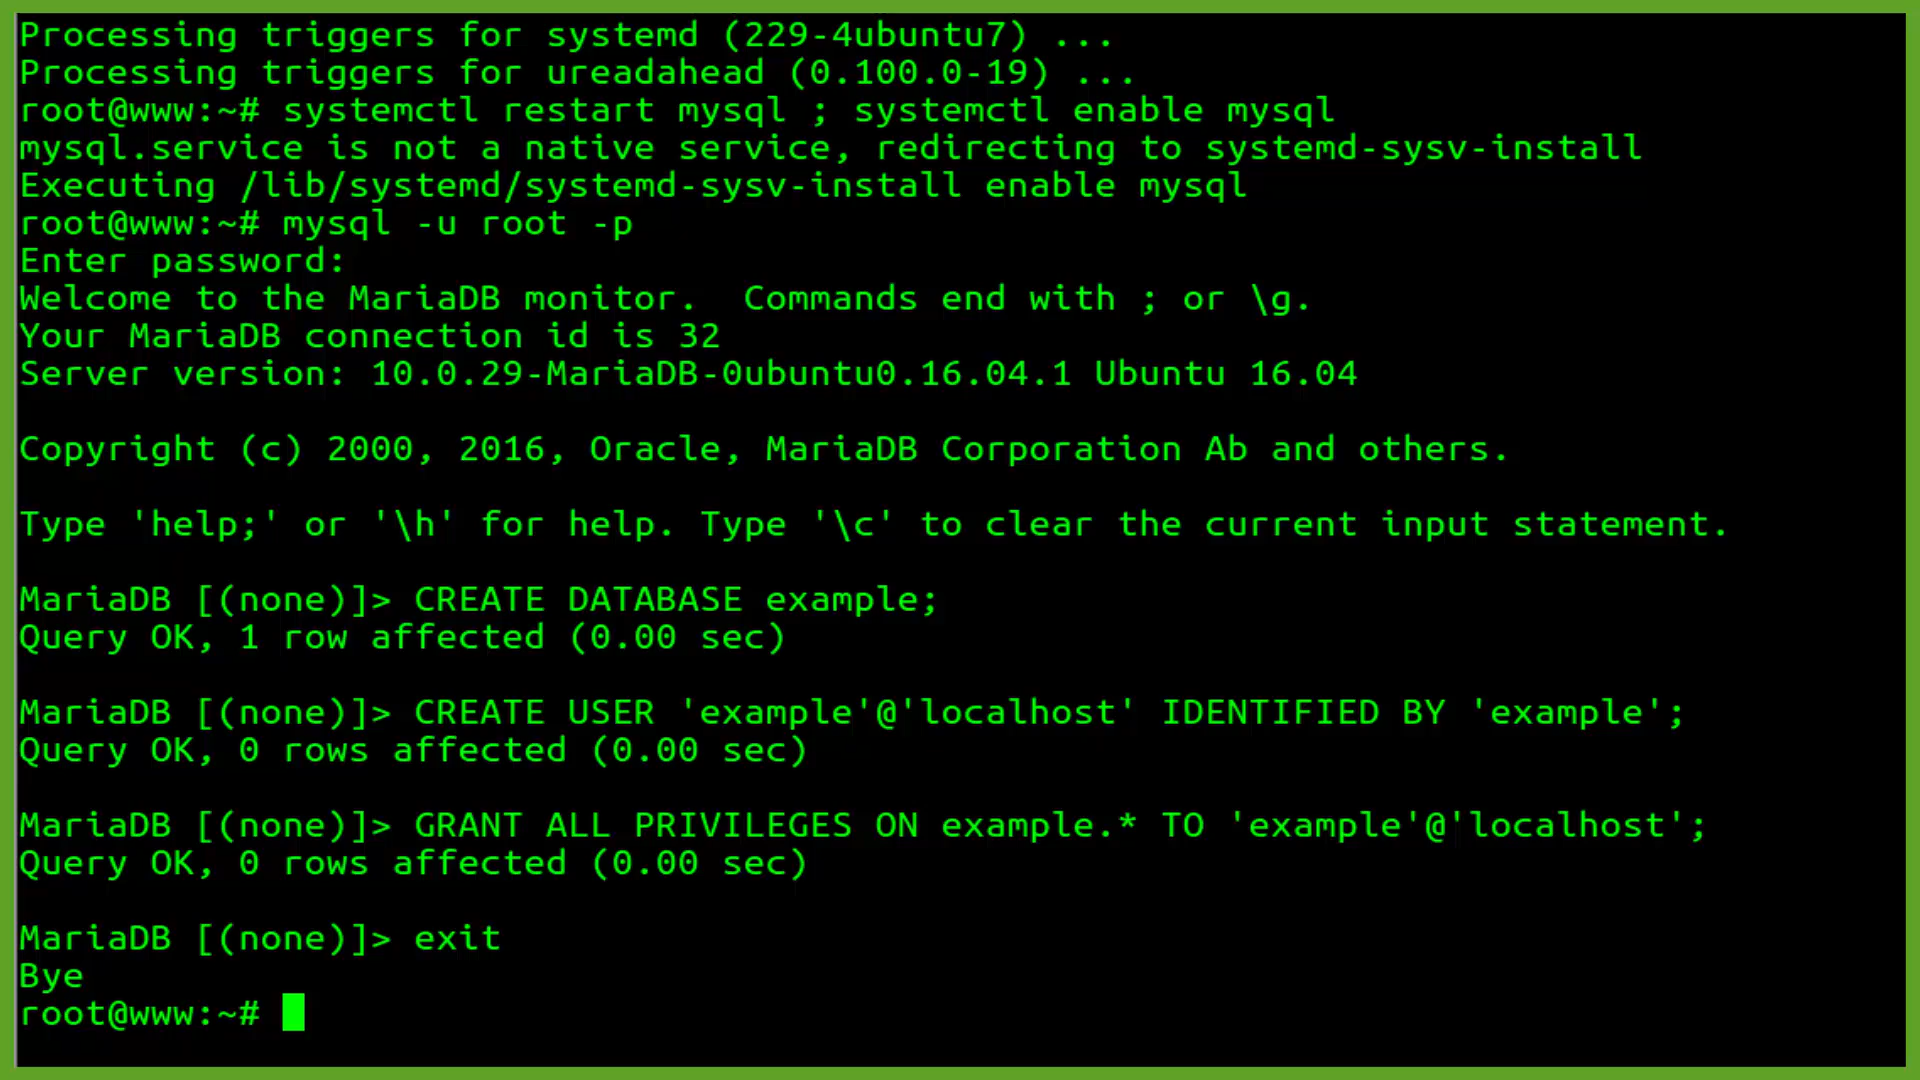 Processing triggers for systemd (229-4ubuntu7) ...
Processing triggers for ureadahead (0.100.0-19) ...
root@www:~# systemctl restart mysql ; systemctl enable mysql
mysql.service is not a native service, redirecting to systemd-sysv-install
Executing /lib/systemd/systemd-sysv-install enable mysql
root@www:~# mysql -u root -p
Enter password:
Welcome to the MariaDB monitor.  Commands end with ; or \g.
Your MariaDB connection id is 32
Server version: 10.0.29-MariaDB-0ubuntu0.16.04.1 Ubuntu 16.04
Copyright (c) 2000, 2016, Oracle, MariaDB Corporation Ab and others.
Type 'help;' or '\h' for help. Type '\c' to clear the current input statement.
MariaDB [(none)]> CREATE DATABASE example;
Query OK, 1 row affected (0.00 sec)
MariaDB [(none)]> CREATE USER 'example'@'localhost' IDENTIFIED BY 'example';
Query OK, 0 rows affected (0.00 sec)
MariaDB [(none)]> GRANT ALL PRIVILEGES ON example.* TO 'example'@'localhost';
Query OK, 0 rows affected (0.00 sec)
MariaDB [(none)]> exit
Bye
root@www:~#